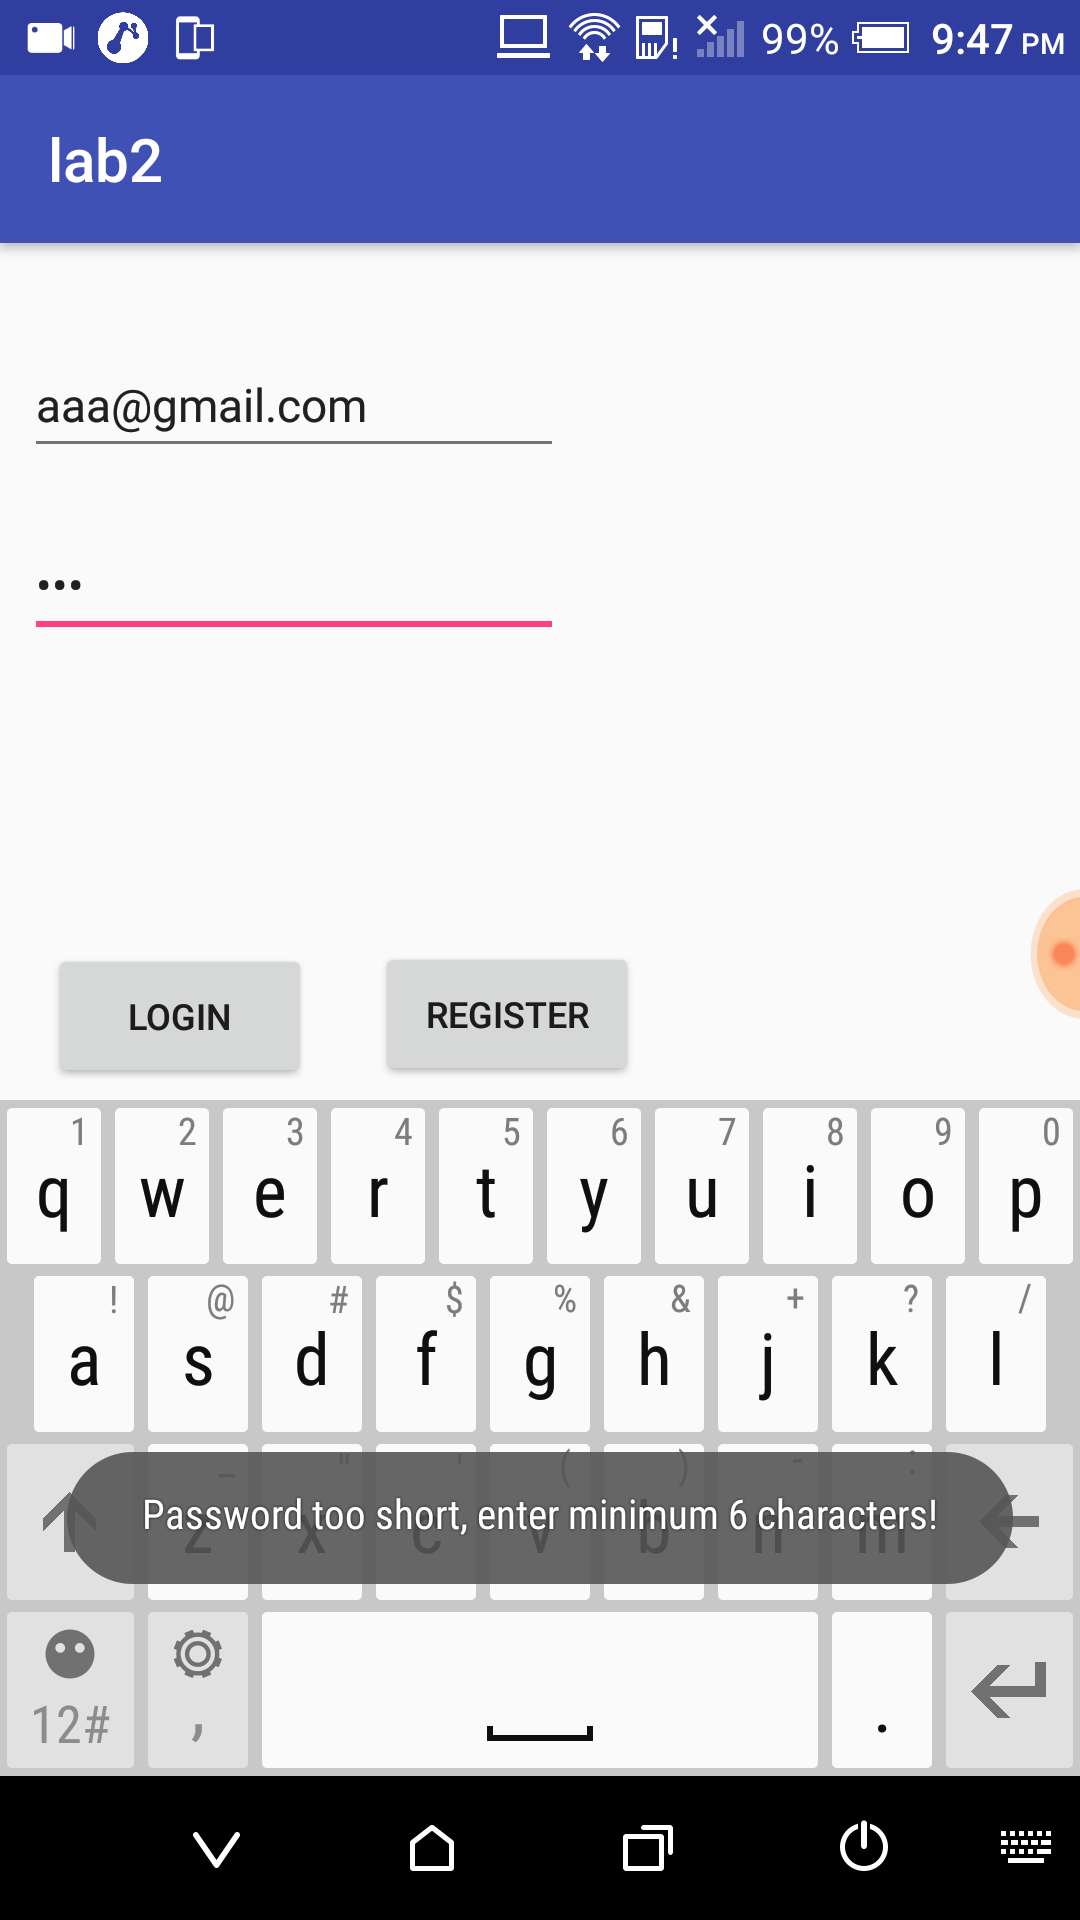 99% 9:47 PM
lab2
aaa@gmail.com
•••
LOGIN REGISTER
1 2 3 4 5 6 7 8 9 0
q w e r t y u i o p
! @ # $ % & + ? /
a s d f g h j k l
_ " ' ( ) - :
z x c v b n m
Password too short, enter minimum 6 characters!
12# , .